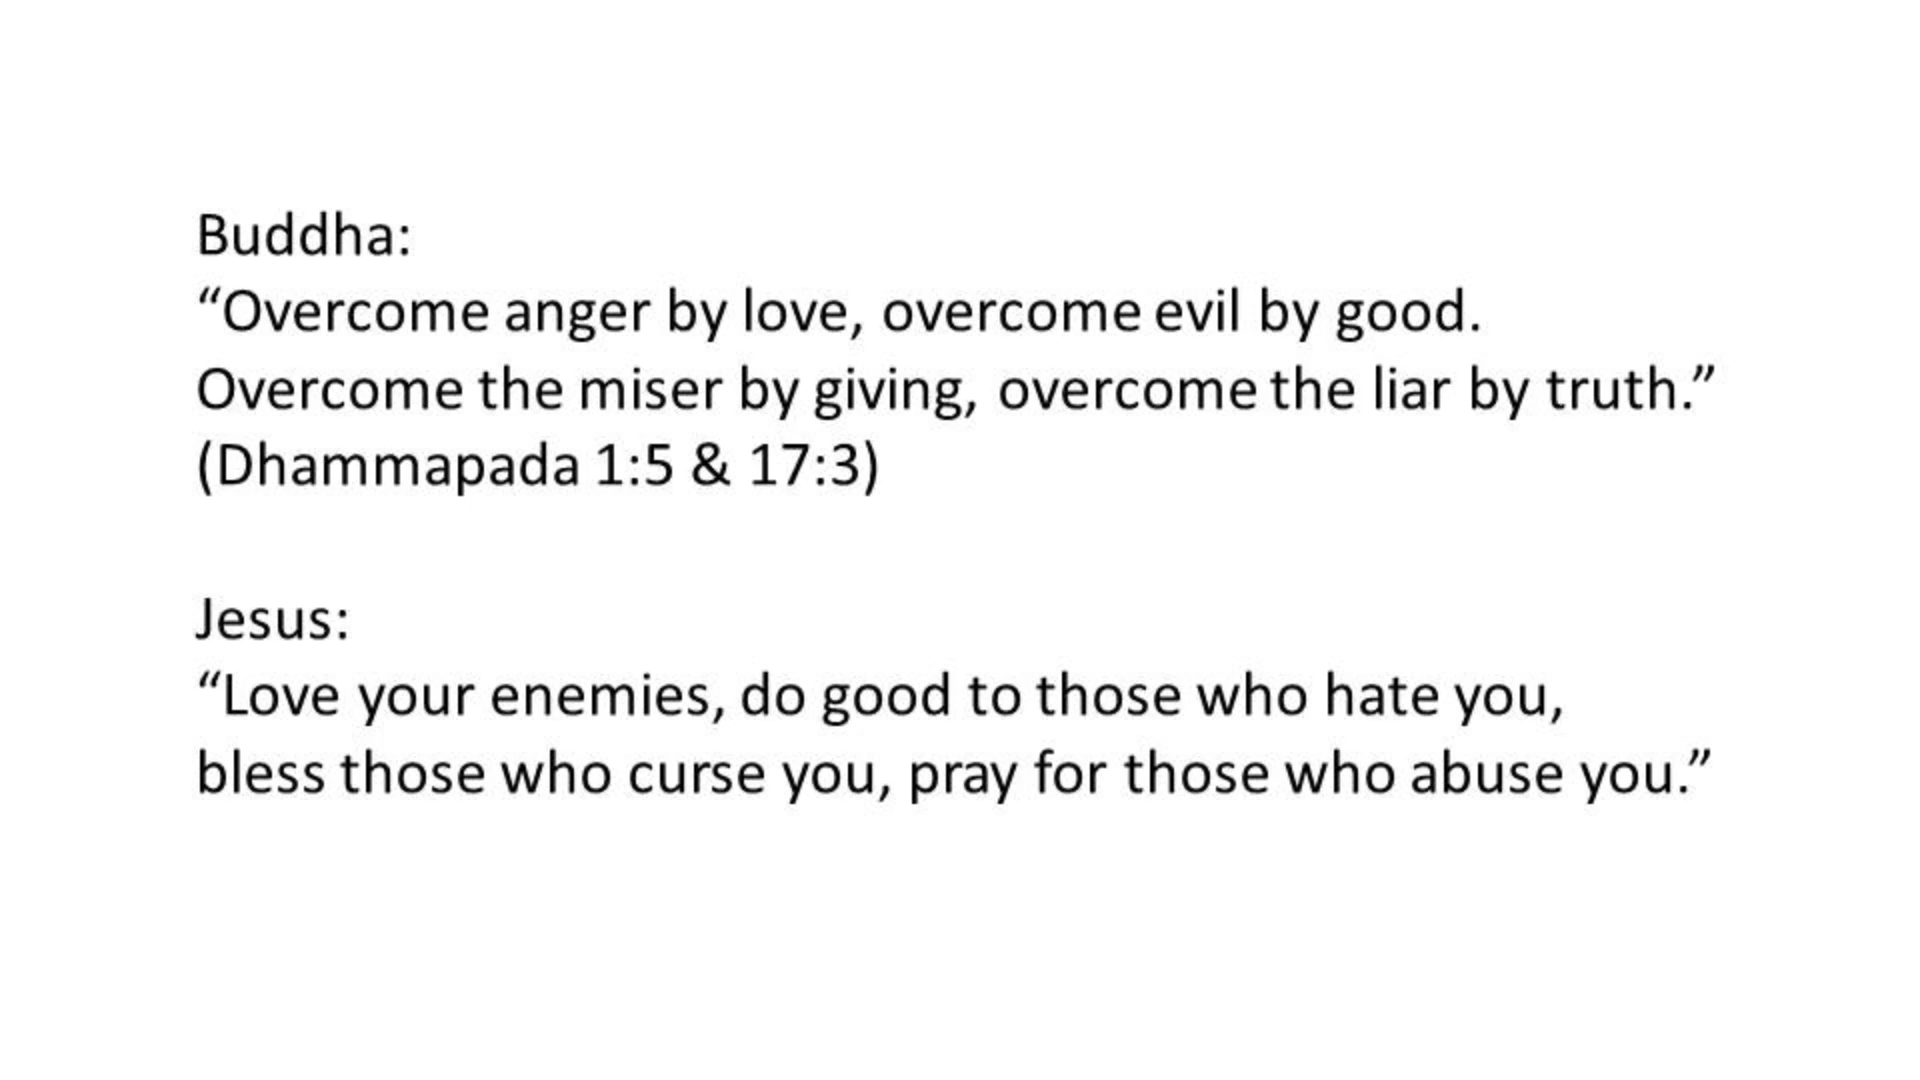 Buddha:
“Overcome anger by love, overcome evil by good.
Overcome the miser by giving, overcome the liar by truth.”
(Dhammapada 1:5 & 17:3)
Jesus:
“Love your enemies, do good to those who hate you,
bless those who curse you, pray for those who abuse you.”